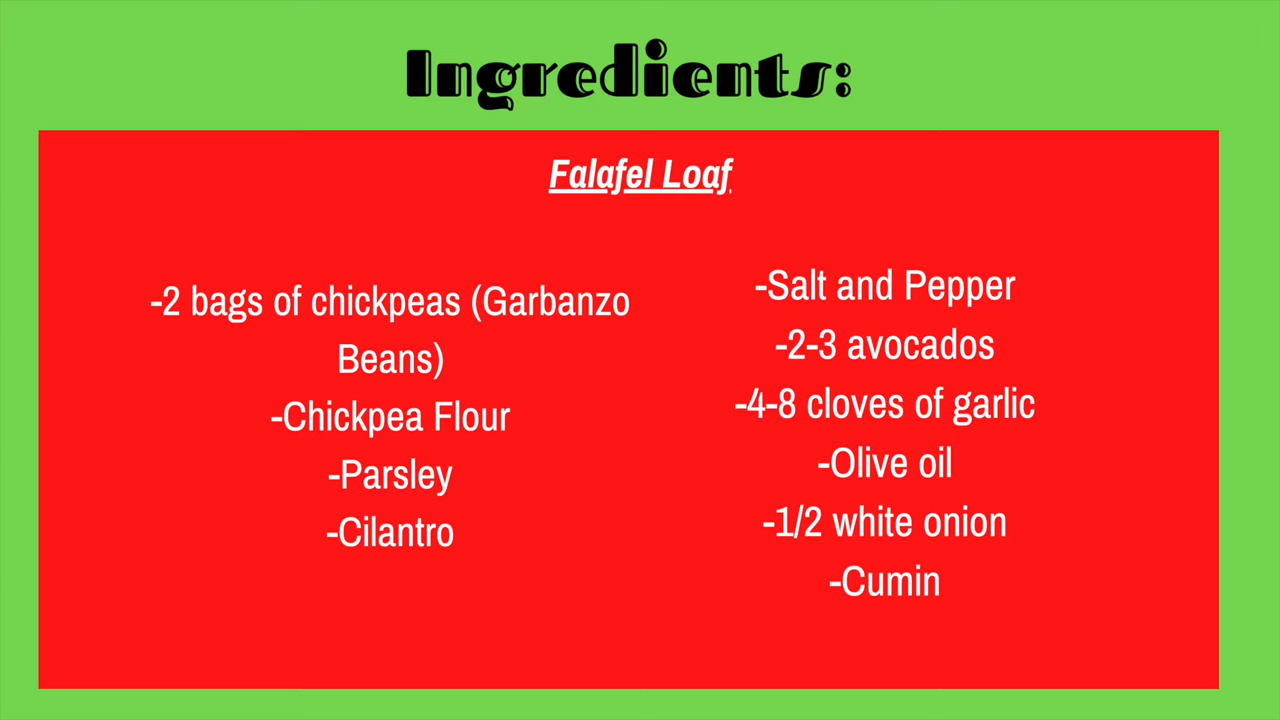 Ingredients:
Falafel Loaf
-2 bags of chickpeas (Garbanzo
Beans)
-Chickpea Flour
-Parsley
-Cilantro
-Salt and Pepper
-2-3 avocados
-4-8 cloves of garlic
-Olive oil
-1/2 white onion
-Cumin